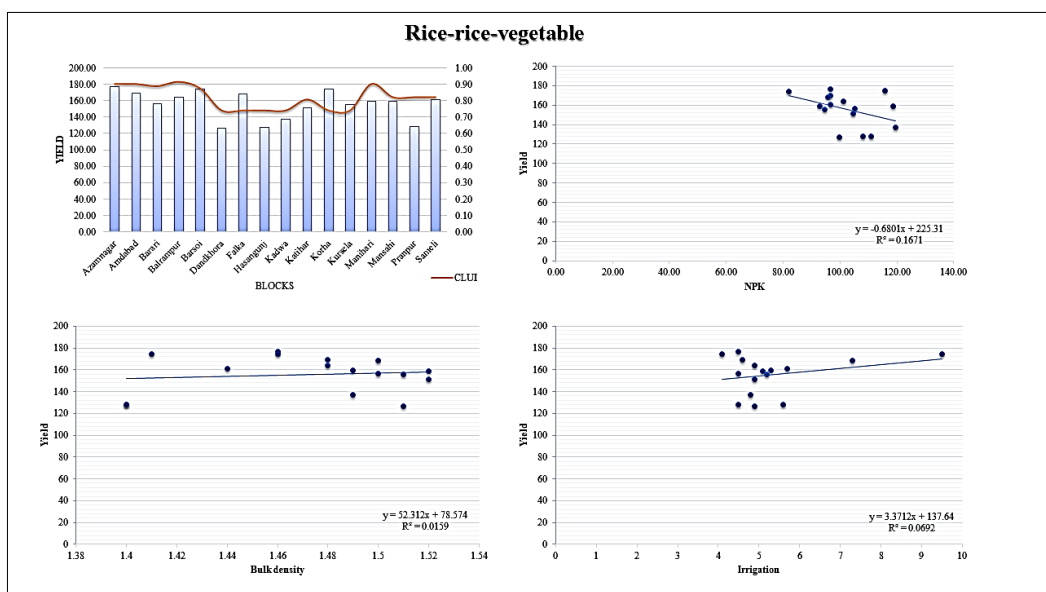 Rice-rice-vegetable
200.00
180.00
160.00
140.00
120.00
100.00
80.00
60.00
40.00
20.00
0.00
YIELD
1.00
0.90
0.80
0.70
0.60
0.50
0.40
0.30
0.20
0.10
0.00
Azamnagar
Amdabad
Barari
Balrampur
Barsoi
Dandkhora
Falka
Hasangunj
Kadwa
Katihar
Korha
Kursela
Manihari
Mansahi
Pranpur
Sameli
BLOCKS
CLUI
200
180
160
140
120
100
80
60
40
20
0
Yield
y = -0.6801x + 225.31
R² = 0.1671
0.00 20.00 40.00 60.00 80.00 100.00 120.00 140.00
NPK
200
180
160
140
120
100
80
60
40
20
0
Yield
y = 52.312x + 78.574
R² = 0.0159
1.38 1.4 1.42 1.44 1.46 1.48 1.5 1.52 1.54
Bulk density
200
180
160
140
120
100
80
60
40
20
0
Yield
y = 3.3712x + 137.64
R² = 0.0692
0 1 2 3 4 5 6 7 8 9 10
Irrigation